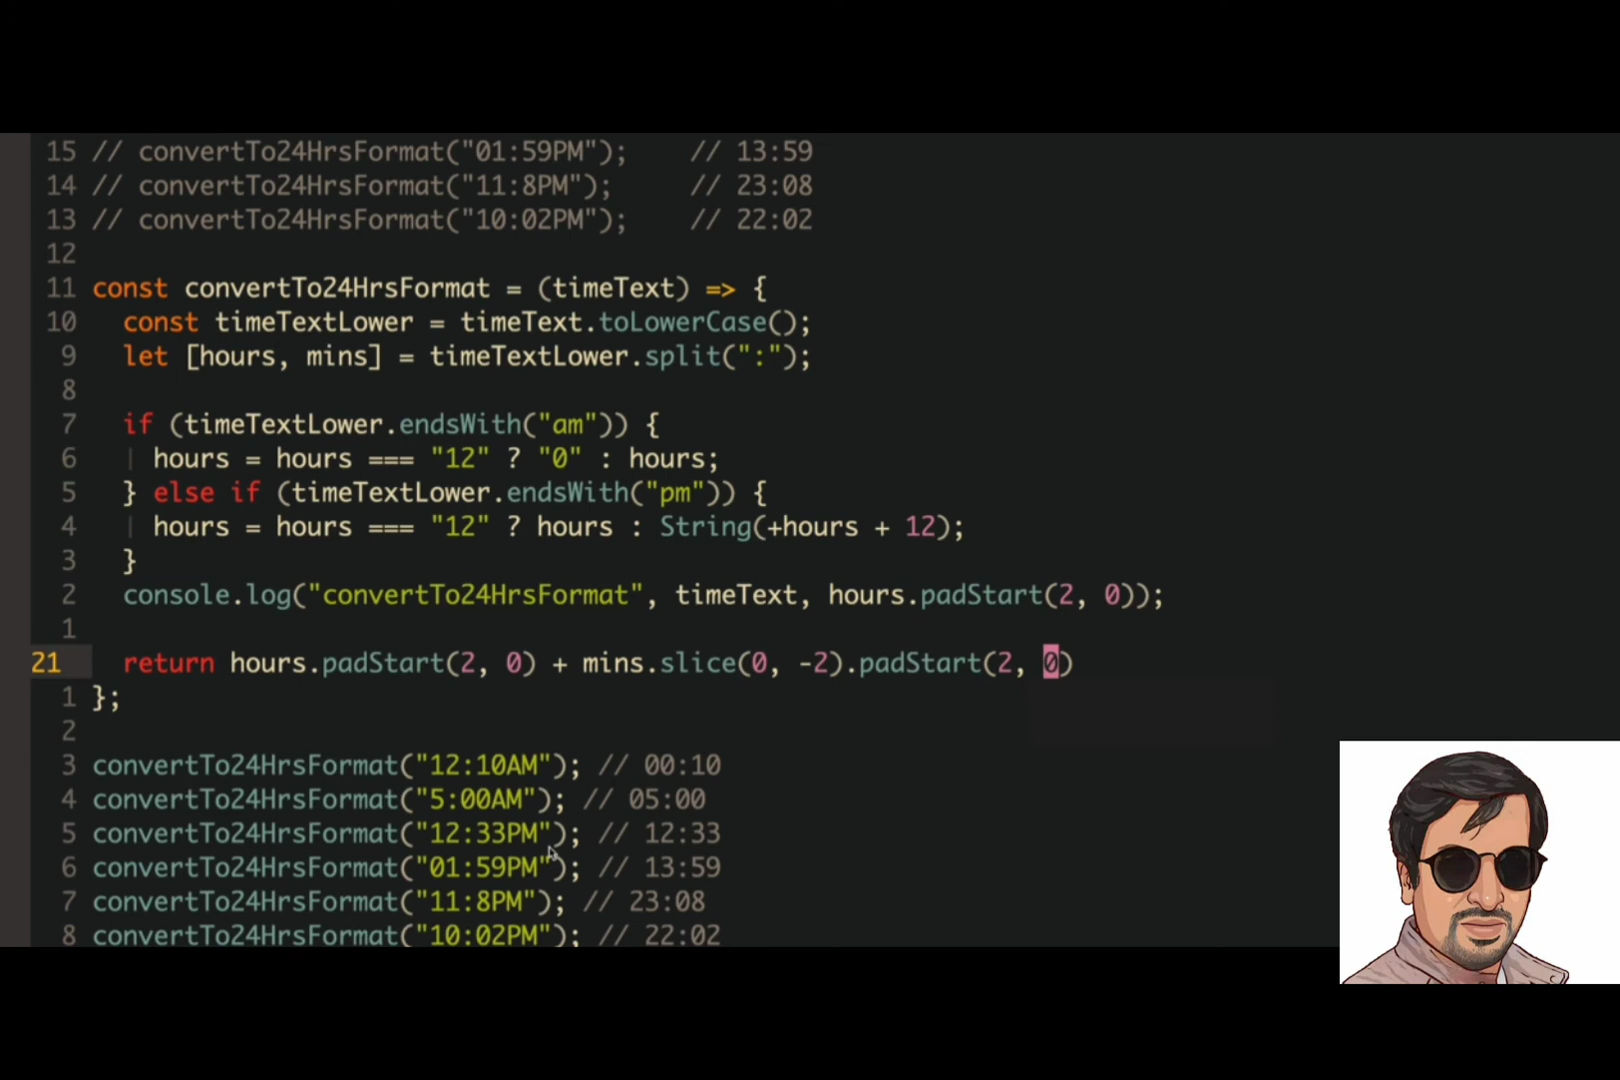 15 // convertTo24HrsFormat("01:59PM"); // 13:59
14 // convertTo24HrsFormat("11:8PM"); // 23:08
13 // convertTo24HrsFormat("10:02PM"); // 22:02
12
11 const convertTo24HrsFormat = (timeText) => {
10 const timeTextLower = timeText.toLowerCase();
9 let [hours, mins] = timeTextLower.split(":");
8
7 if (timeTextLower.endsWith("am")) {
6 hours = hours === "12" ? "0" : hours;
5 } else if (timeTextLower.endsWith("pm")) {
4 hours = hours === "12" ? hours : String(+hours + 12);
3 }
2 console.log("convertTo24HrsFormat", timeText, hours.padStart(2, 0));
1
21 return hours.padStart(2, 0) + mins.slice(0, -2).padStart(2, 0)
1 };
2
3 convertTo24HrsFormat("12:10AM"); // 00:10
4 convertTo24HrsFormat("5:00AM"); // 05:00
5 convertTo24HrsFormat("12:33PM"); // 12:33
6 convertTo24HrsFormat("01:59PM"); // 13:59
7 convertTo24HrsFormat("11:8PM"); // 23:08
8 convertTo24HrsFormat("10:02PM"); // 22:02